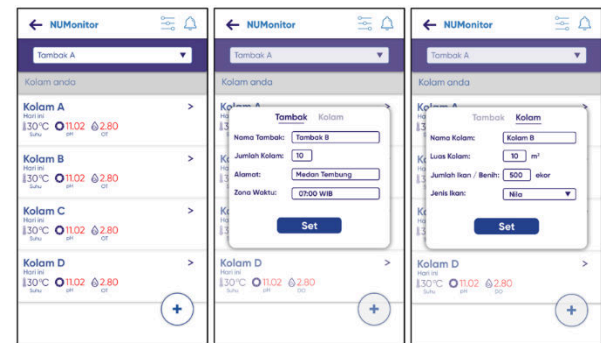 NUMonitor
Tambak A
Kolam anda
Kolam A
Hari ini
30°C 11.02 2.80
Suhu pH OT
Kolam B
Hari ini
30°C 11.02 2.80
Suhu pH OT
Kolam C
Hari ini
30°C 11.02 2.80
Suhu pH OT
Kolam D
Hari ini
30°C 11.02 2.80
Suhu pH OT
+
NUMonitor
Tambak A
Kolam anda
Tambak Kolam
Nama Tambak: Tambak B
Jumlah Kolam: 10
Alamat: Medan Tembung
Zona Waktu: 07:00 WIB
Set
Kolam D
Hari ini
30°C 11.02 2.80
Suhu pH DO
+
NUMonitor
Tambak A
Kolam anda
Tambak Kolam
Nama Kolam: Kolam B
Luas Kolam: 10 m²
Jumlah Ikan / Benih: 500 ekor
Jenis Ikan: Nila
Set
Kolam D
Hari ini
30°C 11.02 2.80
Suhu pH DO
+